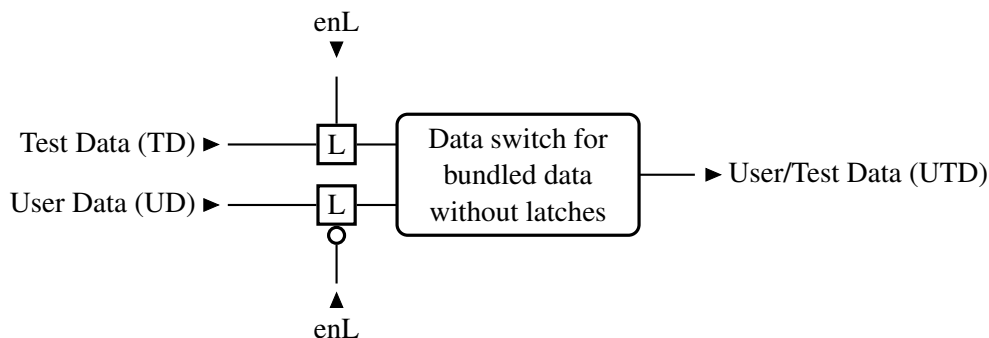 enL
Test Data (TD)
L
Data switch for
bundled data
without latches
User/Test Data (UTD)
User Data (UD)
L
enL